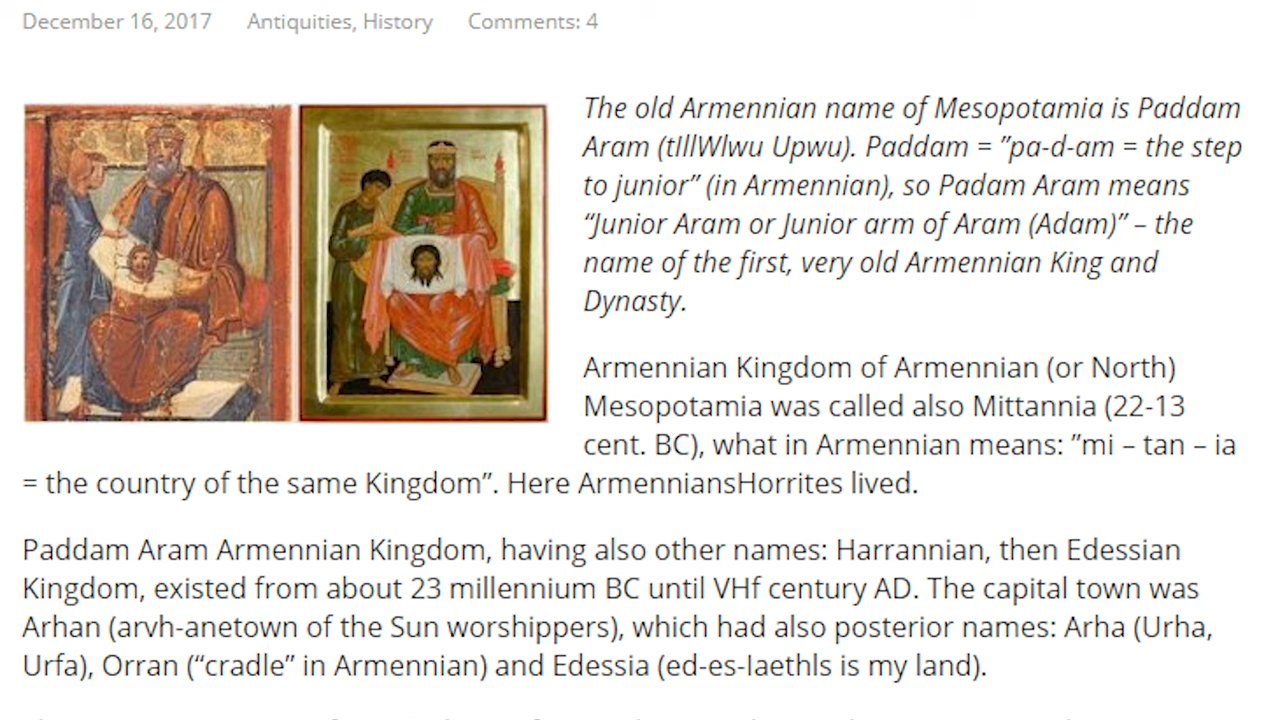 December 16, 2017 Antiquities, History Comments: 4
The old Armennian name of Mesopotamia is Paddam
Aram (tIllWlwu Upwu). Paddam = ”pa-d-am = the step
to junior” (in Armennian), so Padam Aram means
“Junior Aram or Junior arm of Aram (Adam)” – the
name of the first, very old Armennian King and
Dynasty.
Armennian Kingdom of Armennian (or North)
Mesopotamia was called also Mittannia (22-13
cent. BC), what in Armennian means: ”mi – tan – ia
= the country of the same Kingdom”. Here ArmenniansHorrites lived.
Paddam Aram Armennian Kingdom, having also other names: Harrannian, then Edessian
Kingdom, existed from about 23 millennium BC until VHf century AD. The capital town was
Arhan (arvh-anetown of the Sun worshippers), which had also posterior names: Arha (Urha,
Urfa), Orran (“cradle” in Armennian) and Edessia (ed-es-Iaethls is my land).